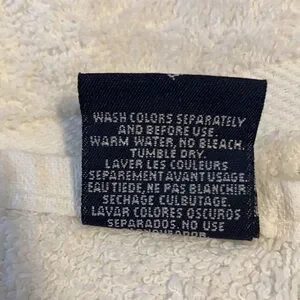 WASH COLORS SEPARATELY
AND BEFORE USE.
WARM WATER, NO BLEACH.
TUMBLE DRY.
LAVER LES COULEURS
SEPAREMENT AVANT USAGE.
EAU TIEDE, NE PAS BLANCHIR
SECHAGE CULBUTAGE.
LAVAR COLORES OSCUROS
SEPARADOS. NO USE